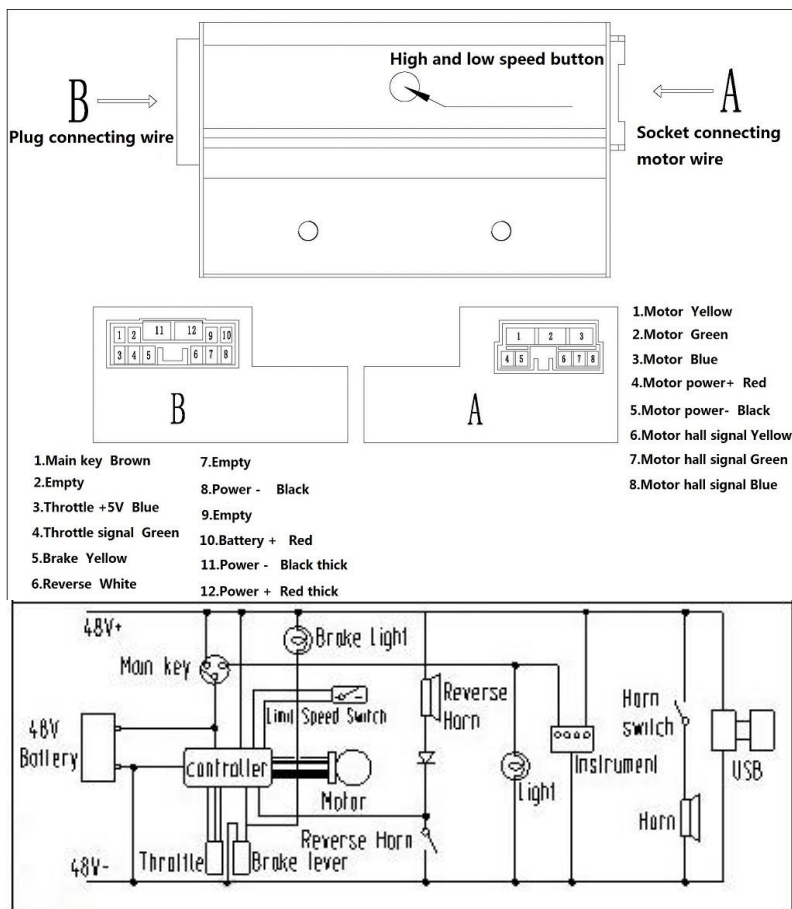 High and low speed button
B
A
Plug connecting wire
Socket connecting
motor wire
1 2 11 12 9 10
3 4 5 6 7 8
B
1 2 3
4 5 6 7 8
A
1.Motor Yellow
2.Motor Green
3.Motor Blue
4.Motor power+ Red
5.Motor power- Black
6.Motor hall signal Yellow
7.Motor hall signal Green
8.Motor hall signal Blue
1.Main key Brown
2.Empty
3.Throttle +5V Blue
4.Throttle signal Green
5.Brake Yellow
6.Reverse White
7.Empty
8.Power - Black
9.Empty
10.Battery + Red
11.Power - Black thick
12.Power + Red thick
48V+
Main key
Brake Light
Limit Speed Switch
Reverse
Horn
48V
Battery
controller
Motor
Light
Instrument
Horn
switch
USB
Horn
Reverse Horn
48V-
Throttle
Brake lever